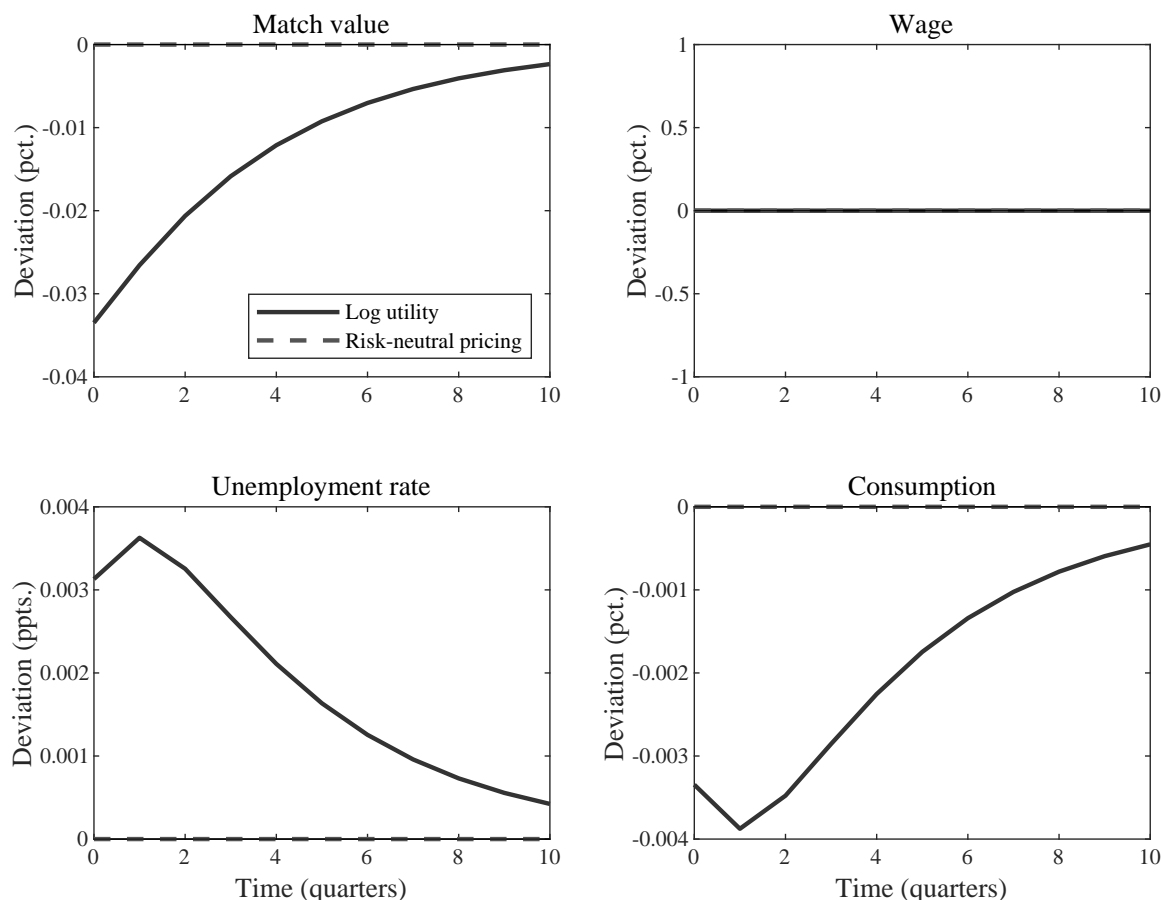 Match value
Deviation (pct.)
0
-0.01
-0.02
-0.03
-0.04
0 2 4 6 8 10
Log utility
Risk-neutral pricing
Wage
Deviation (pct.)
1
0.5
0
-0.5
-1
0 2 4 6 8 10
Unemployment rate
Deviation (ppts.)
0.004
0.003
0.002
0.001
0
0 2 4 6 8 10
Time (quarters)
Consumption
Deviation (pct.)
0
-0.001
-0.002
-0.003
-0.004
0 2 4 6 8 10
Time (quarters)